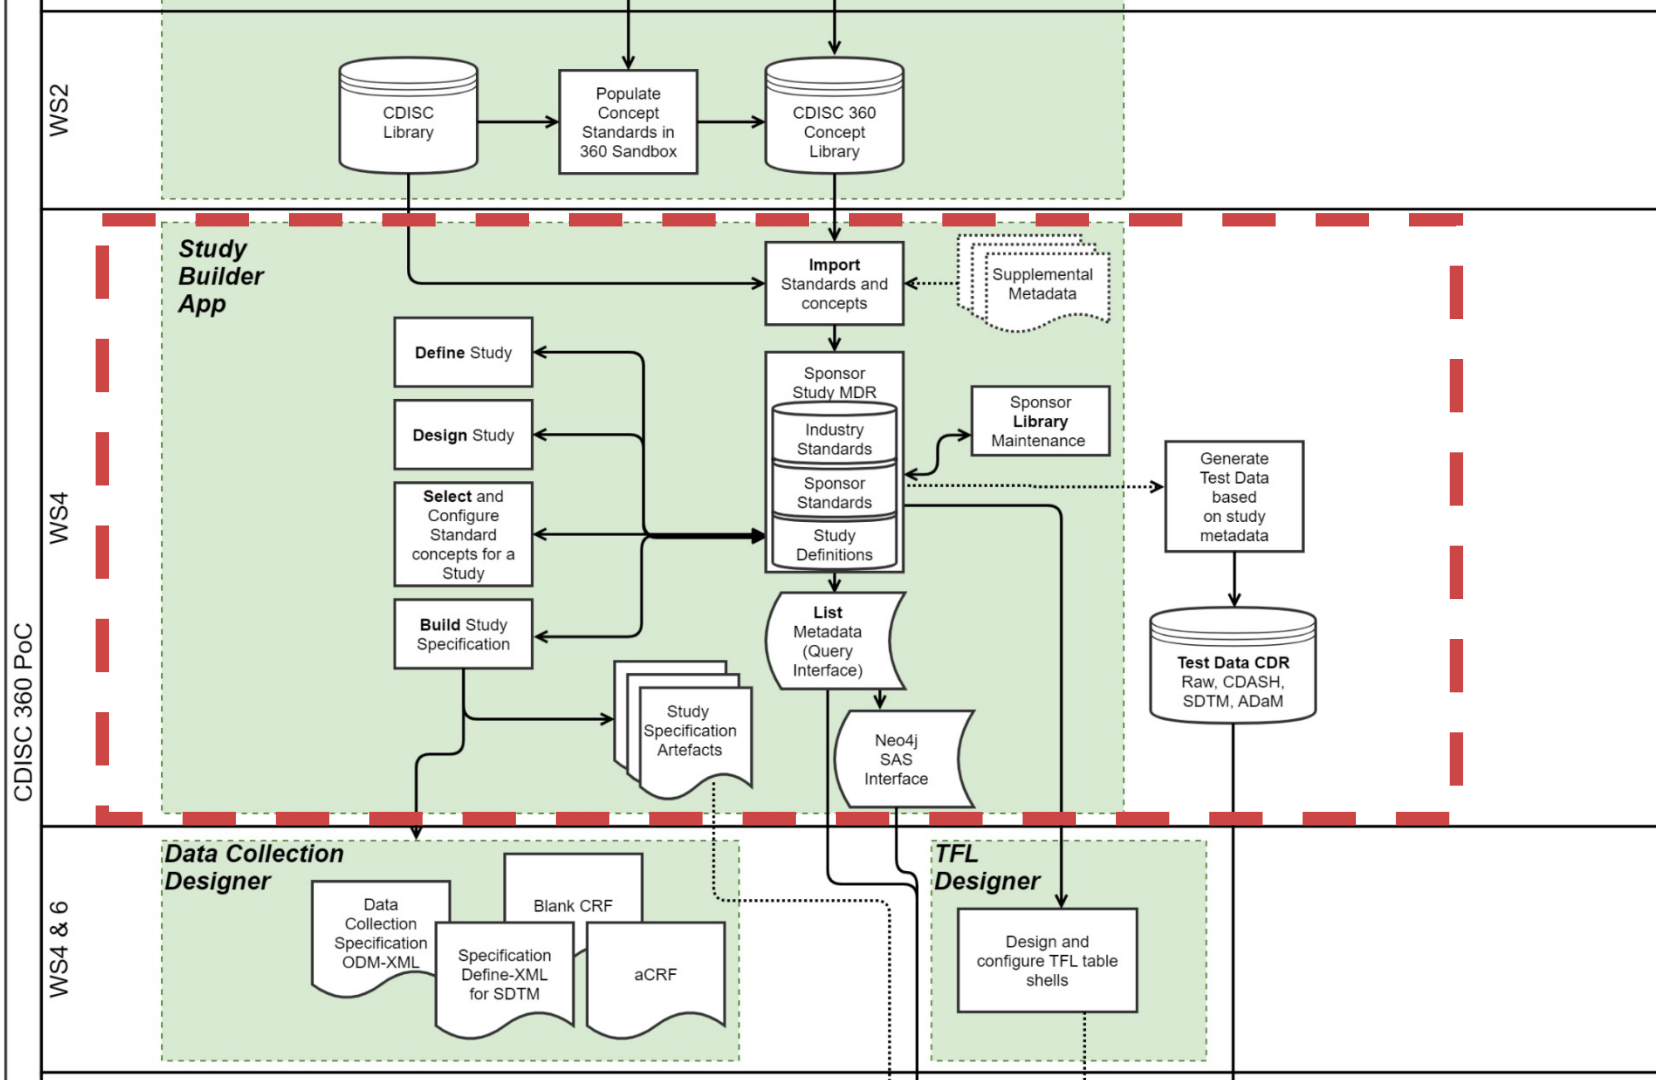 CDISC 360 PoC
WS2
CDISC
Library
Populate
Concept
Standards in
360 Sandbox
CDISC 360
Concept
Library
WS4
Study
Builder
App
Import
Standards and
concepts
Supplemental
Metadata
Define Study
Design Study
Select and
Configure
Standard
concepts for a
Study
Build Study
Specification
Sponsor
Study MDR
Industry
Standards
Sponsor
Standards
Study
Definitions
Sponsor
Library
Maintenance
Generate
Test Data
based
on study
metadata
List
Metadata
(Query
Interface)
Test Data CDR
Raw, CDASH,
SDTM, ADaM
Study
Specification
Artefacts
Neo4j
SAS
Interface
WS4 & 6
Data Collection
Designer
Data
Collection
Specification
ODM-XML
Blank CRF
Specification
Define-XML
for SDTM
aCRF
TFL
Designer
Design and
configure TFL table
shells